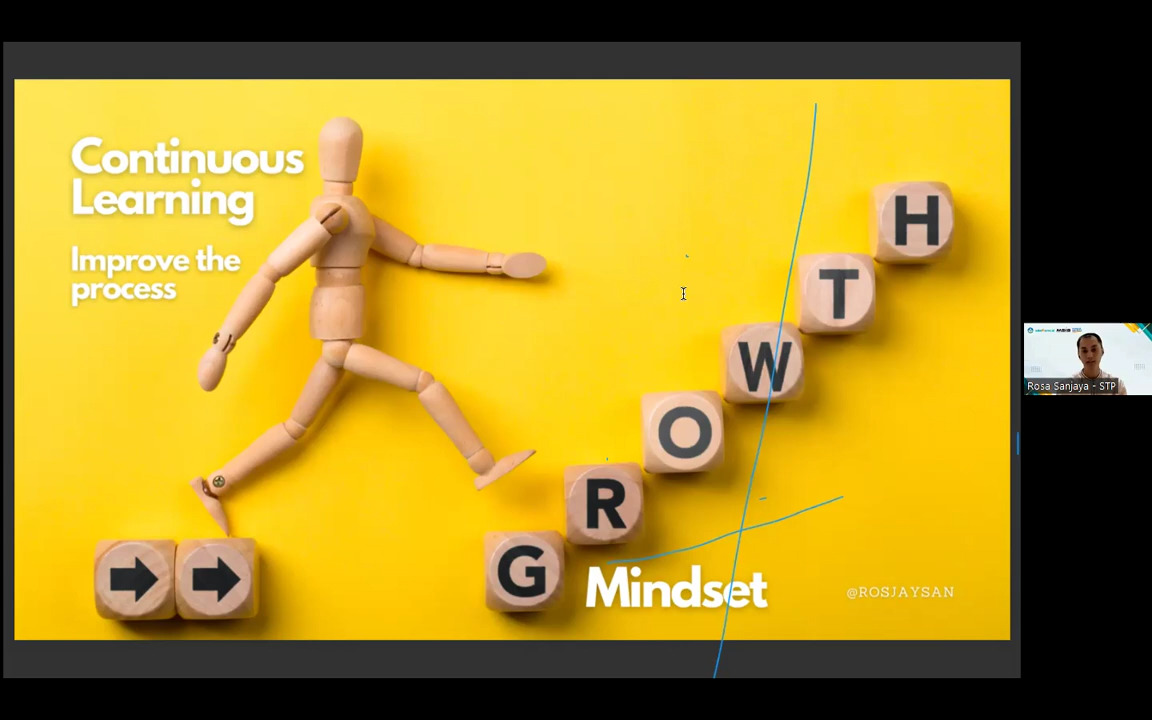 Continuous
Learning
Improve the
process
G
R
O
W
T
H
Mindset
@ROSJAYSAN
Rosa Sanjaya - STP